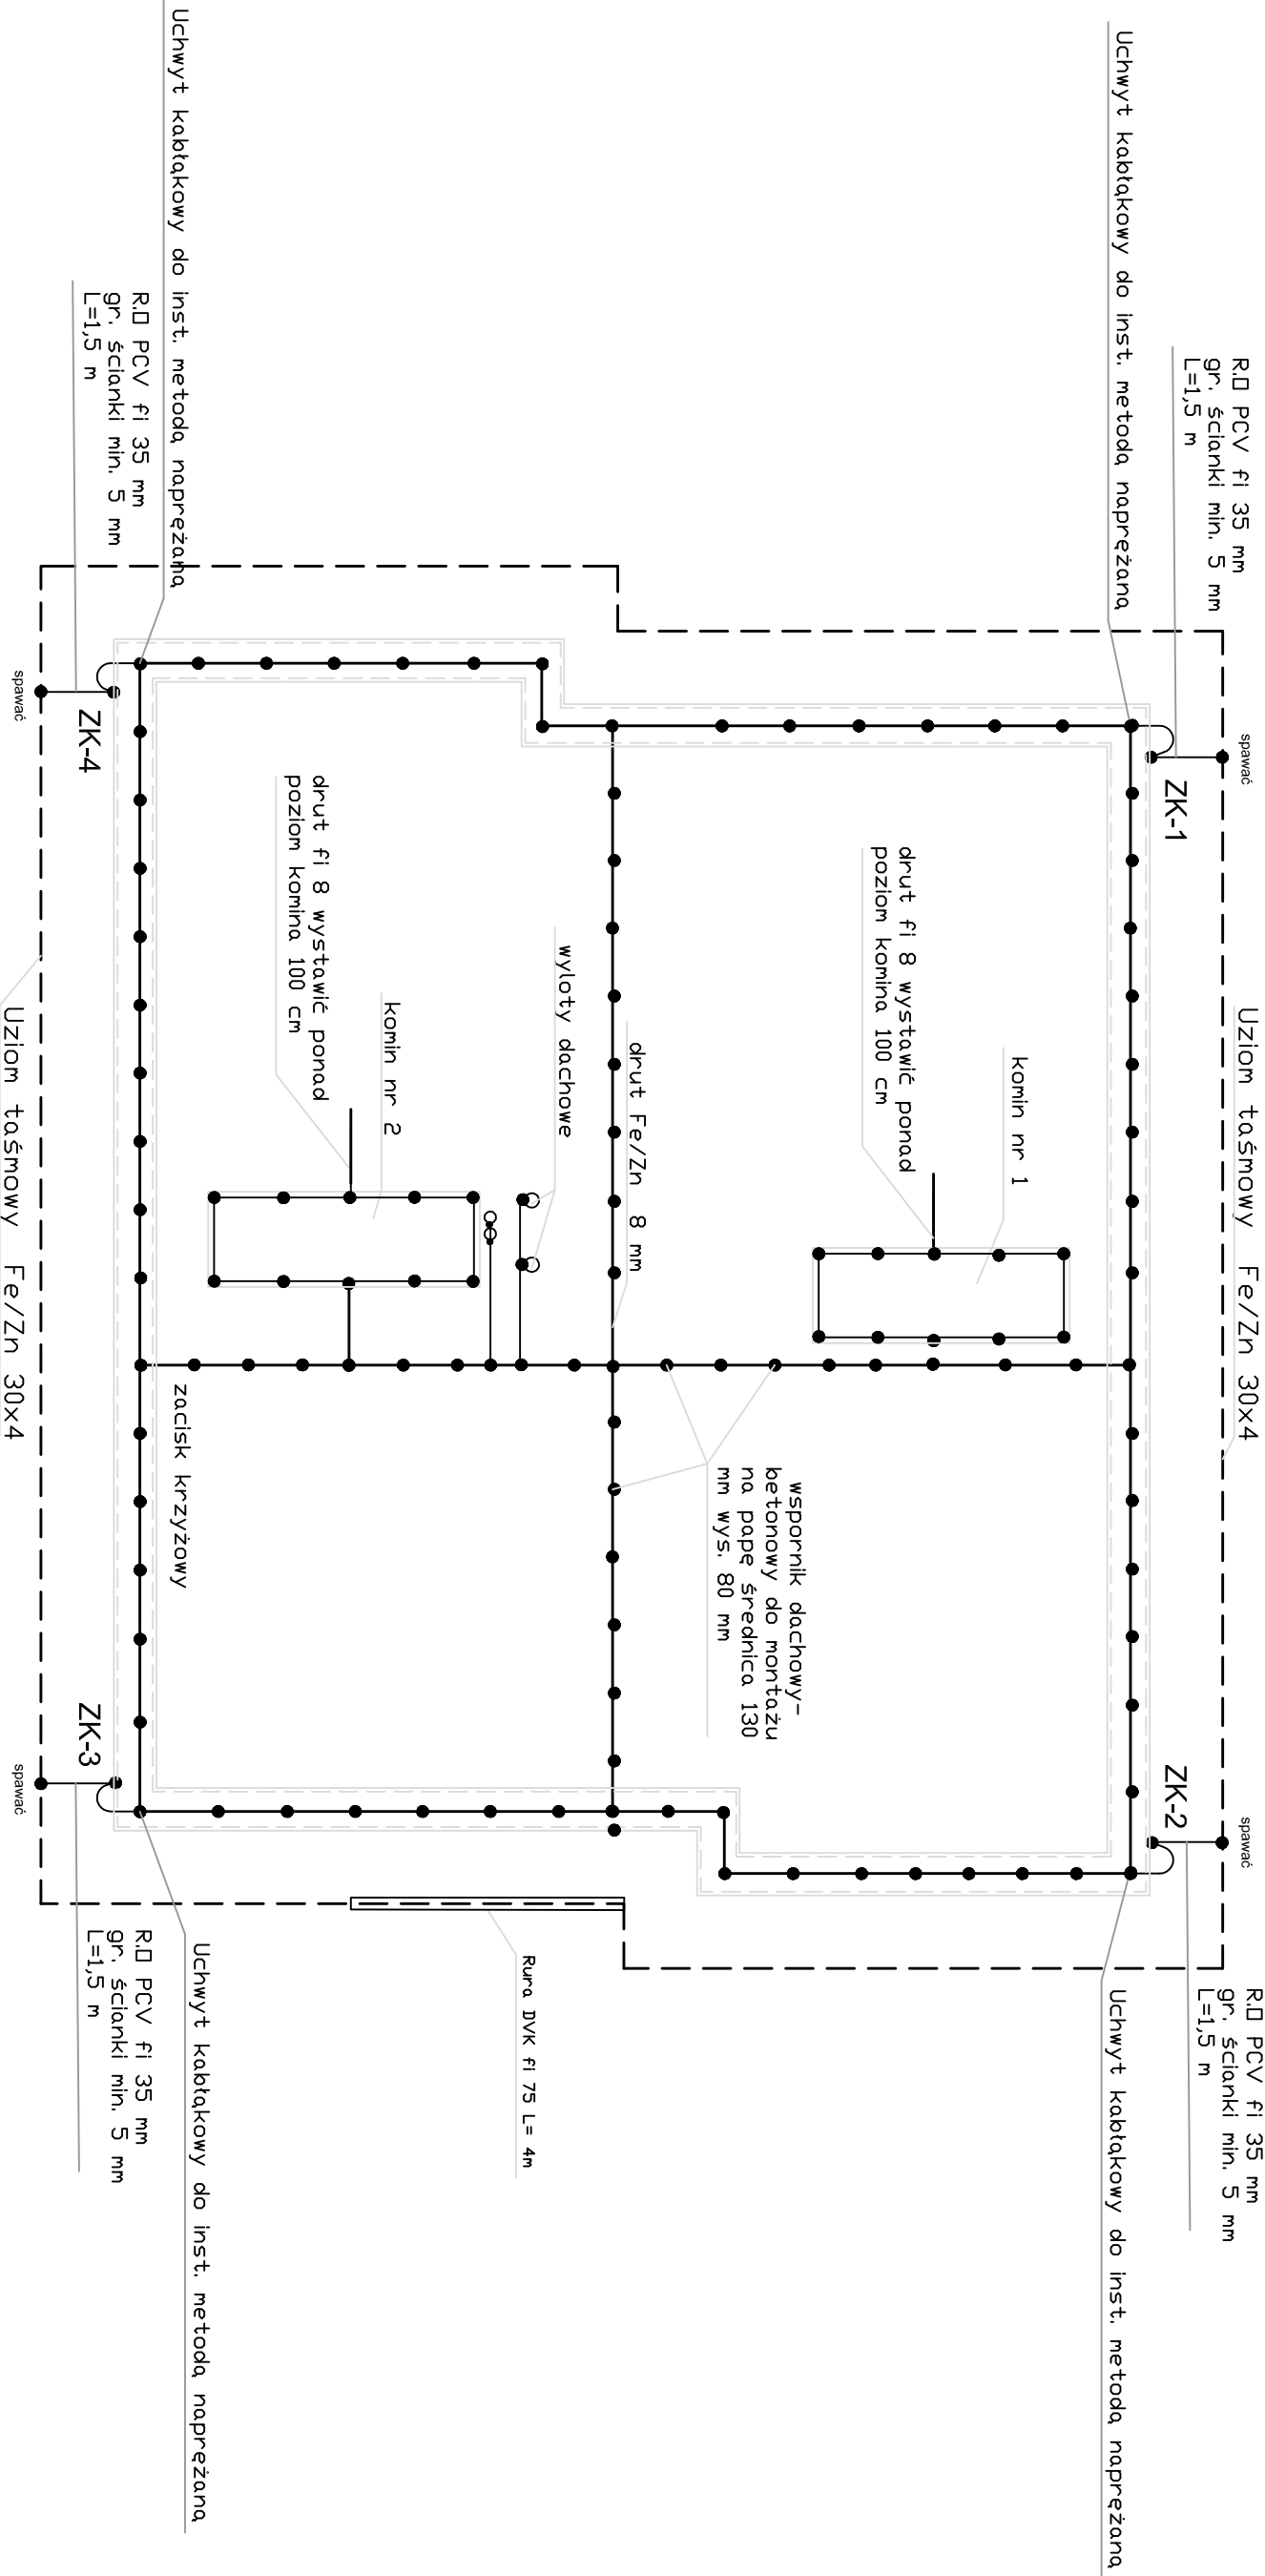 Uchwyt kabłąkowy do inst. metodą naprężaną
R.□ PCV fi 35 mm
gr. ścianki min. 5 mm
L=1,5 m
spawać
ZK-1
Uziom taśmowy Fe/Zn 30x4
spawać
ZK-2
R.□ PCV fi 35 mm
gr. ścianki min. 5 mm
L=1,5 m
Uchwyt kabłąkowy do inst. metodą naprężaną
drut fi 8 wystawić ponad
poziom komina 100 cm
komin nr 1
wspornik dachowy-
betonowy do montażu
na papę średnica 130
mm wys. 80 mm
drut Fe/Zn 8 mm
wyloty dachowe
komin nr 2
drut fi 8 wystawić ponad
poziom komina 100 cm
zacisk krzyżowy
Rura DVK fi 75 L= 4m
Uchwyt kabłąkowy do inst. metodą naprężaną
R.□ PCV fi 35 mm
gr. ścianki min. 5 mm
L=1,5 m
ZK-4
spawać
Uziom taśmowy Fe/Zn 30x4
ZK-3
spawać
Uchwyt kabłąkowy do inst. metodą naprężaną
R.□ PCV fi 35 mm
gr. ścianki min. 5 mm
L=1,5 m